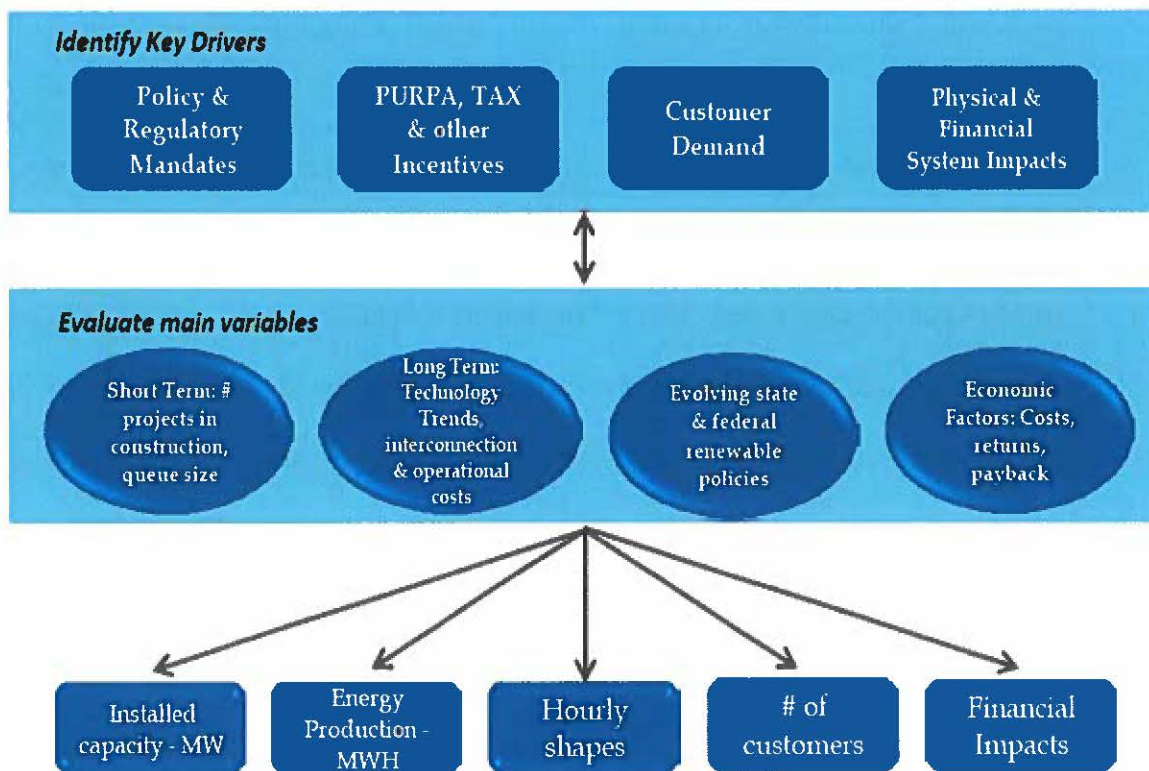 Identify Key Drivers
Policy &
Regulatory
Mandates
PURPA, TAX
& other
Incentives
Customer
Demand
Physical &
Financial
System Impacts
Evaluate main variables
Short Term: #
projects in
construction,
queue size
Long Term:
Technology
Trends,
interconnection
& operational
costs
Evolving state
& federal
renewable
policies
Economic
Factors: Costs,
returns,
payback
Installed
capacity - MW
Energy
Production -
MWH
Hourly
shapes
# of
customers
Financial
Impacts